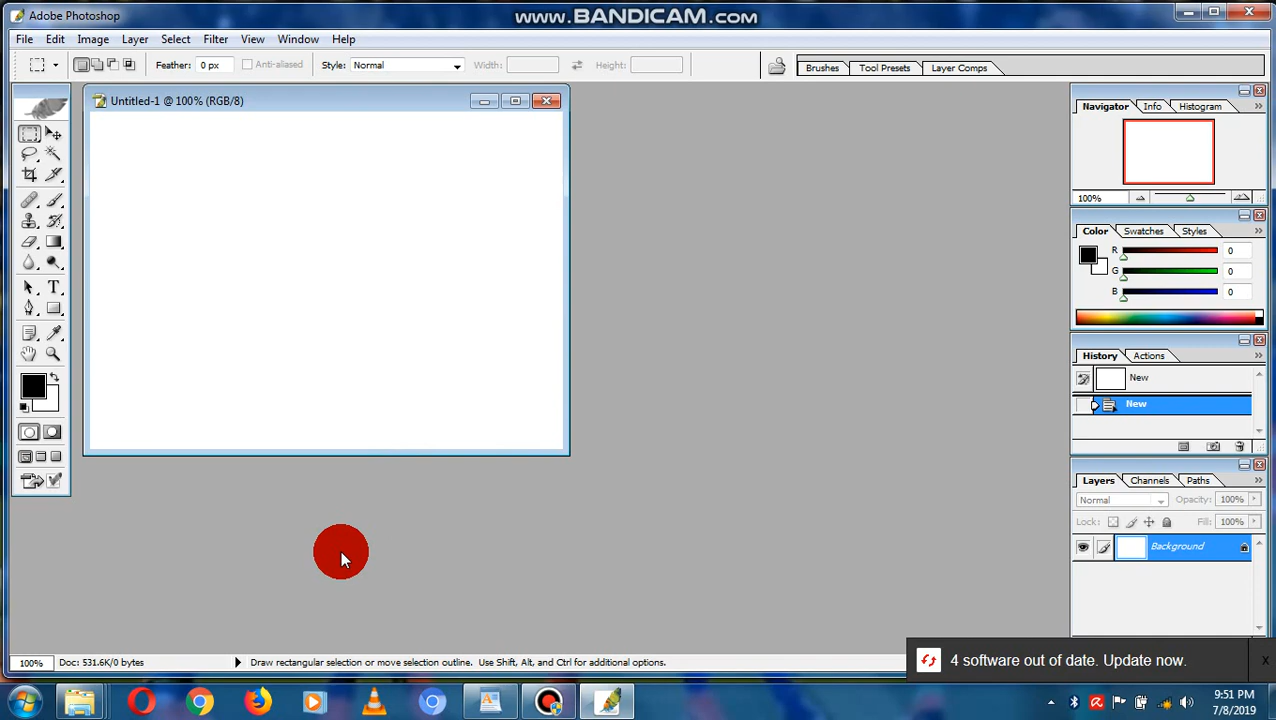 Adobe Photoshop
www.BANDICAM.com
File Edit Image Layer Select Filter View Window Help
Feather: 0 px Anti-aliased Style: Normal Width: Height: Brushes Tool Presets Layer Comps
Untitled-1 @ 100% (RGB/8)
Navigator Info Histogram
100%
Color Swatches Styles
R 0
G 0
B 0
History Actions
New
New
Layers Channels Paths
Normal Opacity: 100%
Lock: Fill: 100%
Background
100% Doc: 531.6K/0 bytes Draw rectangular selection or move selection outline. Use Shift, Alt, and Ctrl for additional options.
4 software out of date. Update now. x
9:51 PM
7/8/2019